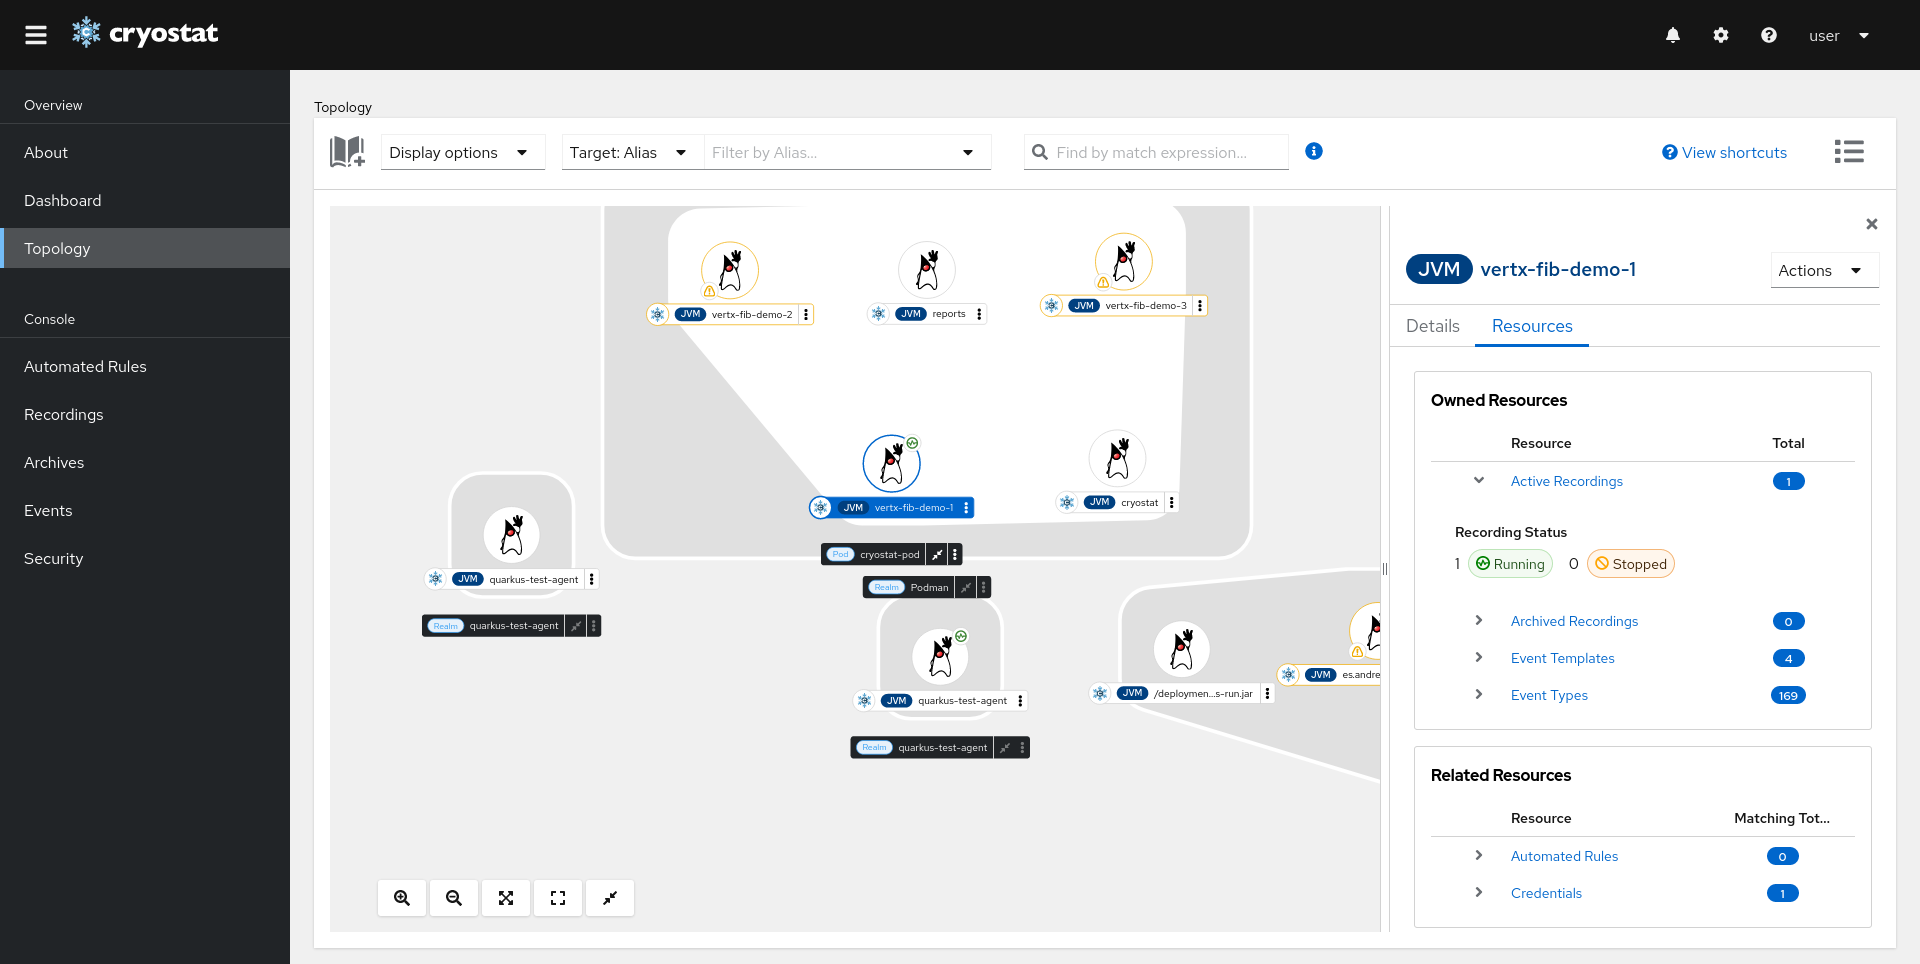 cryostat
user
Overview
About
Dashboard
Topology
Console
Automated Rules
Recordings
Archives
Events
Security
Topology
Display options
Target: Alias
Filter by Alias...
Find by match expression...
View shortcuts
JVM vertx-fib-demo-2
JVM reports
JVM vertx-fib-demo-3
JVM vertx-fib-demo-1
JVM cryostat
Pod cryostat-pod
Realm Podman
JVM quarkus-test-agent
Realm quarkus-test-agent
JVM quarkus-test-agent
Realm quarkus-test-agent
JVM /deploymen...s-run.jar
JVM es.andre
JVM vertx-fib-demo-1
Actions
Details
Resources
Owned Resources
Resource Total
Active Recordings 1
Recording Status
1 Running 0 Stopped
Archived Recordings 0
Event Templates 4
Event Types 169
Related Resources
Resource Matching Tot...
Automated Rules 0
Credentials 1